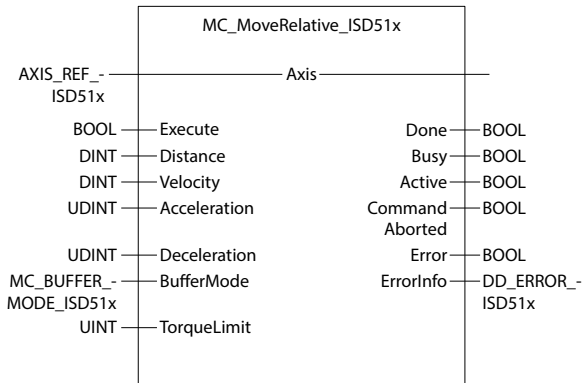 MC_MoveRelative_ISD51x
AXIS_REF_- Axis
ISD51x
BOOL Execute Done BOOL
DINT Distance Busy BOOL
DINT Velocity Active BOOL
UDINT Acceleration Command BOOL
Aborted
UDINT Deceleration Error BOOL
MC_BUFFER_- BufferMode ErrorInfo DD_ERROR_-
MODE_ISD51x ISD51x
UINT TorqueLimit